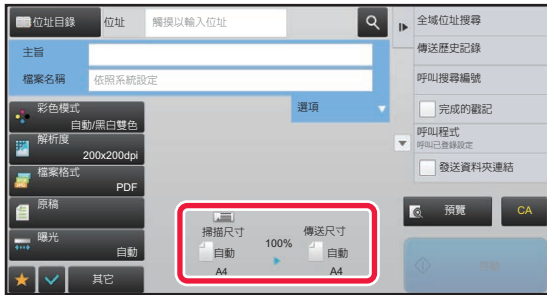 位址目錄 位址 觸摸以輸入位址
主旨
檔案名稱 依照系統設定
選項
彩色模式
自動/黑白雙色
解析度
200x200dpi
檔案格式
PDF
原稿
曝光
自動
其它
掃描尺寸 100% 傳送尺寸
自動 自動
A4 A4
全域位址搜尋
傳送歷史記錄
呼叫搜尋編號
完成的戳記
呼叫程式
呼叫已登錄設定
發送資料夾連結
預覽 CA